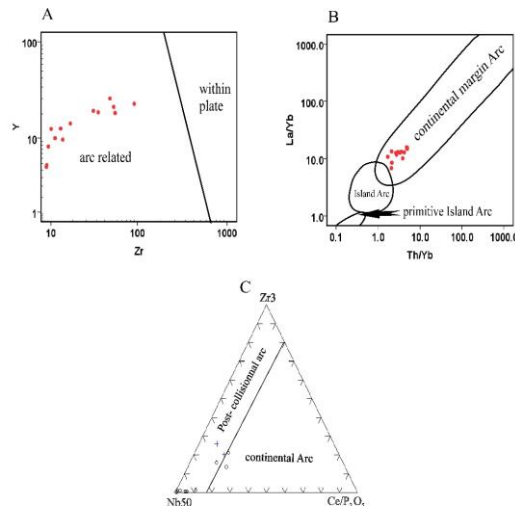 A
100
10
1
Y
within
plate
arc related
10
100
1000
Zr
B
1000.0
100.0
10.0
1.0
La/Yb
continental margin Arc
Island Arc
primitive Island Arc
0.1
1.0
10.0
100.0
1000.0
Th/Yb
C
Zr3
Post- collisionnal arc
continental Arc
Nb50
Ce/P2O5